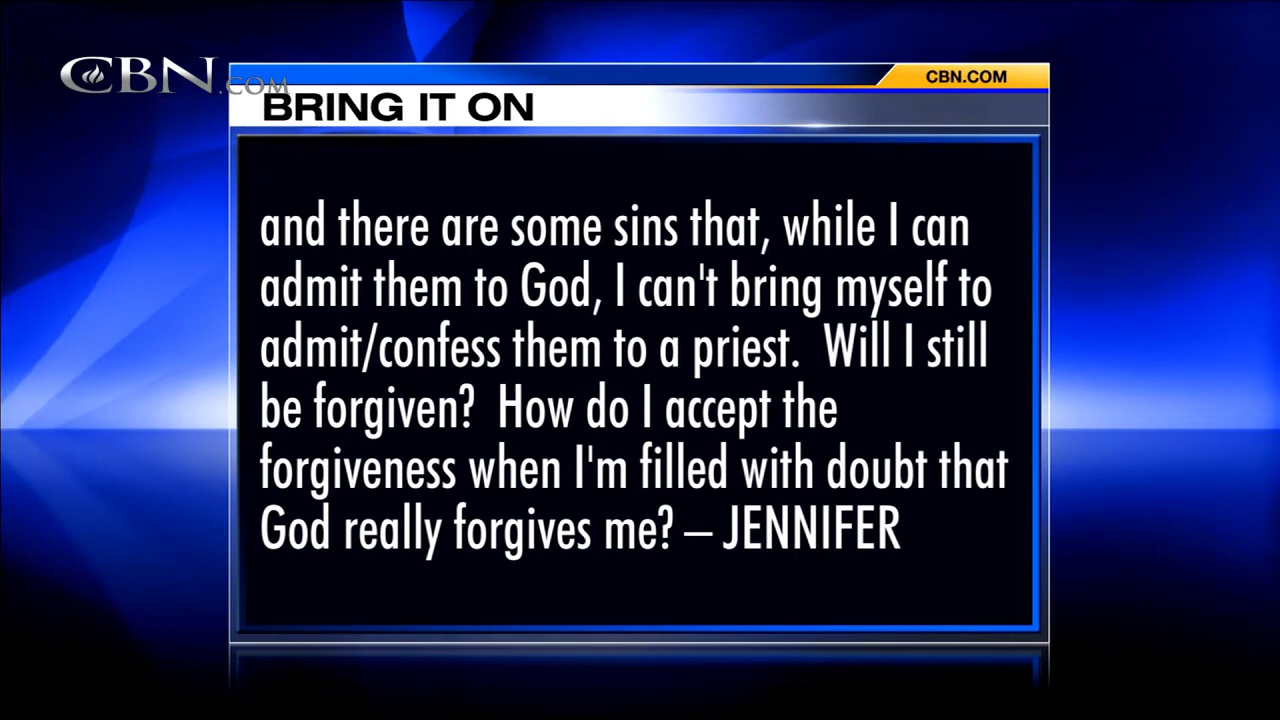 CBN.COM
CBN.COM
BRING IT ON
and there are some sins that, while I can
admit them to God, I can't bring myself to
admit/confess them to a priest.  Will I still
be forgiven?  How do I accept the
forgiveness when I'm filled with doubt that
God really forgives me? – JENNIFER